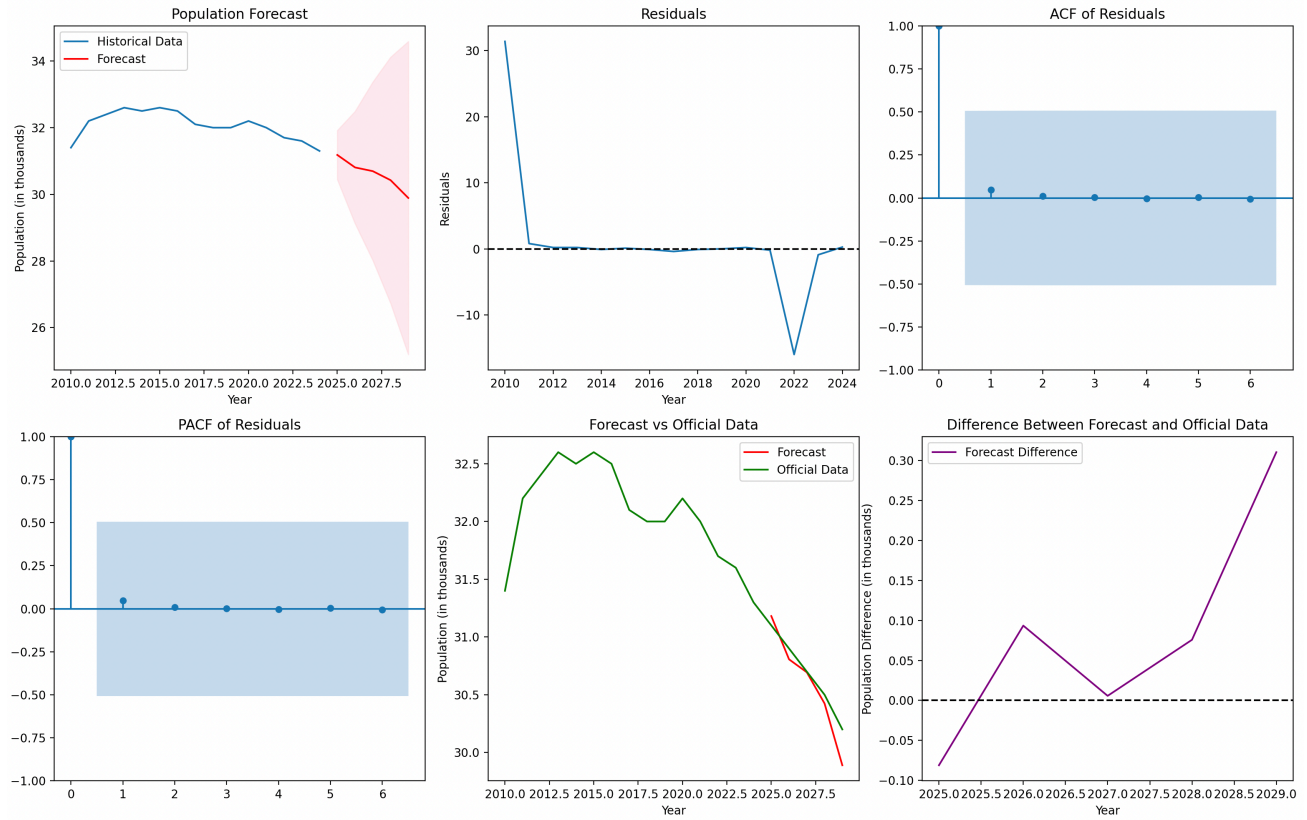 Population Forecast
Historical Data
Forecast
Population (in thousands)
34
32
30
28
26
2010.0 2012.5 2015.0 2017.5 2020.0 2022.5 2025.0 2027.5
Year
Residuals
Residuals
30
20
10
0
−10
2010 2012 2014 2016 2018 2020 2022 2024
Year
ACF of Residuals
1.00
0.75
0.50
0.25
0.00
−0.25
−0.50
−0.75
−1.00
0 1 2 3 4 5 6
PACF of Residuals
1.00
0.75
0.50
0.25
0.00
−0.25
−0.50
−0.75
−1.00
0 1 2 3 4 5 6
Forecast vs Official Data
Forecast
Official Data
Population (in thousands)
32.5
32.0
31.5
31.0
30.5
30.0
2010.0 2012.5 2015.0 2017.5 2020.0 2022.5 2025.0 2027.5
Year
Difference Between Forecast and Official Data
Forecast Difference
Population Difference (in thousands)
0.30
0.25
0.20
0.15
0.10
0.05
0.00
−0.05
−0.10
2025.0 2025.5 2026.0 2026.5 2027.0 2027.5 2028.0 2028.5 2029.0
Year